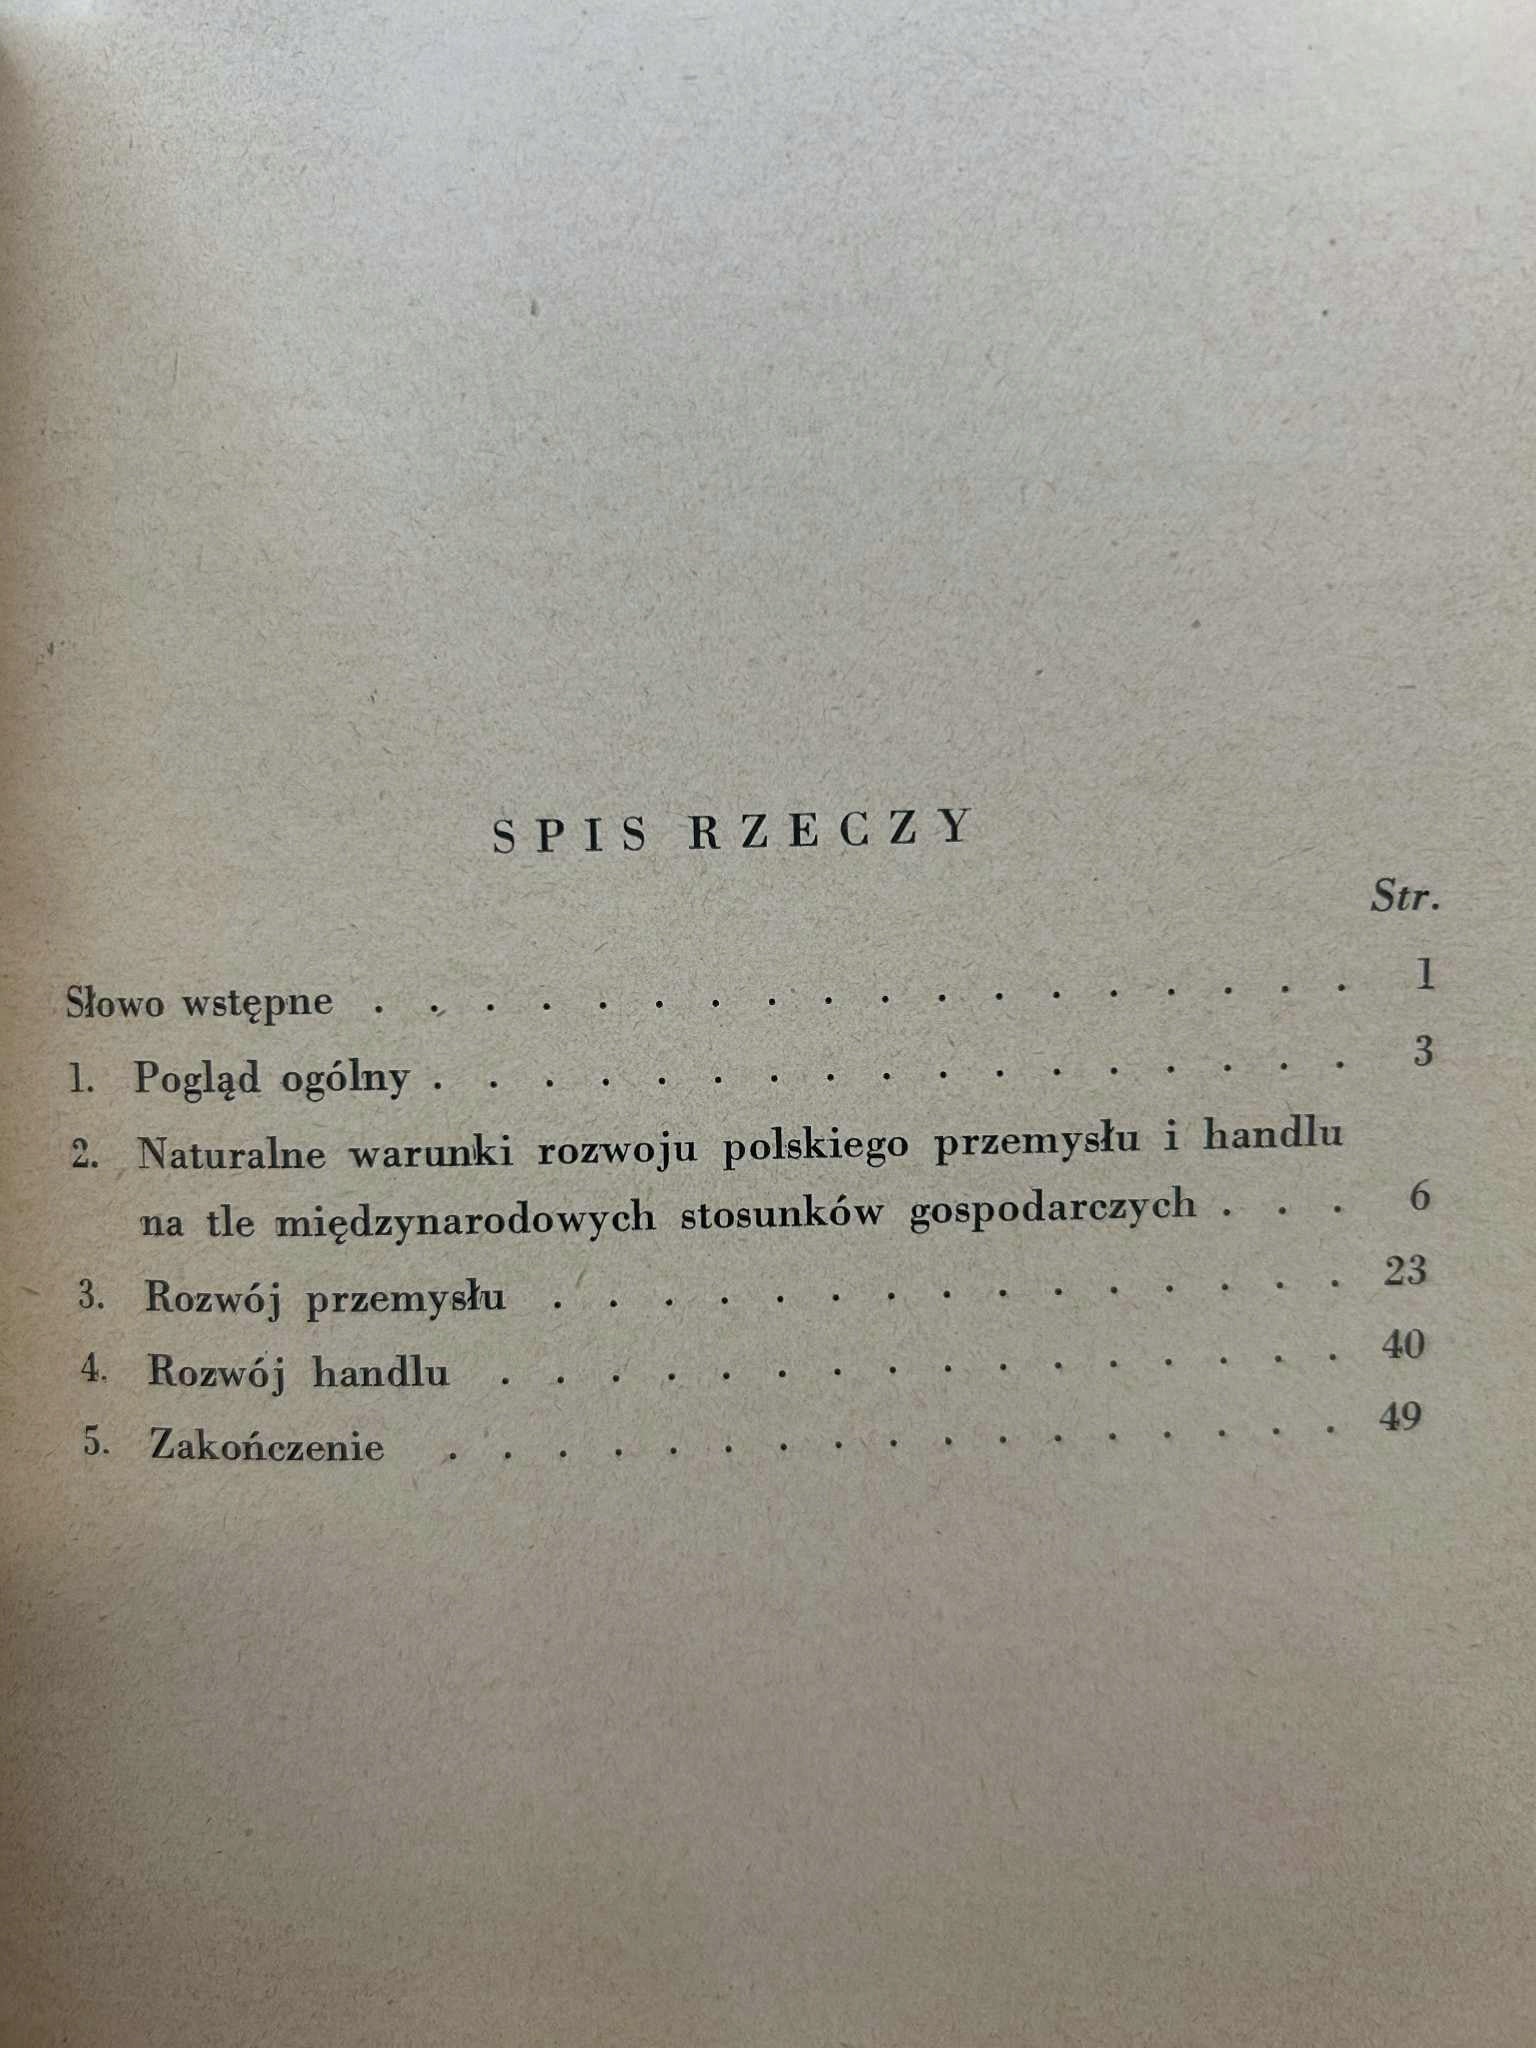 SPIS RZECZY
Str.
Słowo wstępne . . . . . . . . . . . . . . . . . . 1
1. Pogląd ogólny . . . . . . . . . . . . . . . . . 3
2. Naturalne warunki rozwoju polskiego przemysłu i handlu
na tle międzynarodowych stosunków gospodarczych . . . 6
3. Rozwój przemysłu . . . . . . . . . . . . . . . 23
4. Rozwój handlu . . . . . . . . . . . . . . . . 40
5. Zakończenie . . . . . . . . . . . . . . . . . 49